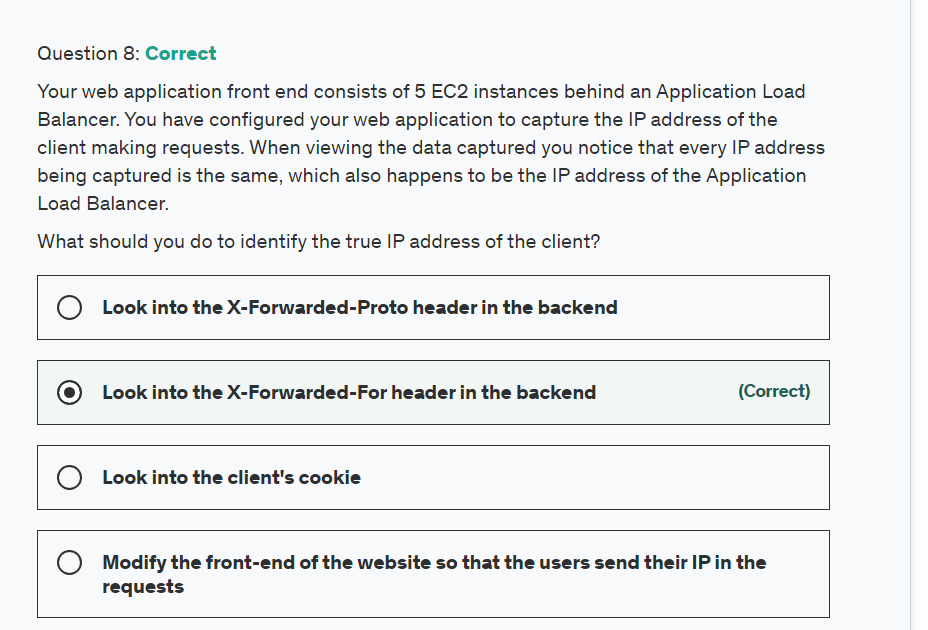 Question 8: Correct
Your web application front end consists of 5 EC2 instances behind an Application Load
Balancer. You have configured your web application to capture the IP address of the
client making requests. When viewing the data captured you notice that every IP address
being captured is the same, which also happens to be the IP address of the Application
Load Balancer.
What should you do to identify the true IP address of the client?
Look into the X-Forwarded-Proto header in the backend
Look into the X-Forwarded-For header in the backend (Correct)
Look into the client's cookie
Modify the front-end of the website so that the users send their IP in the
requests